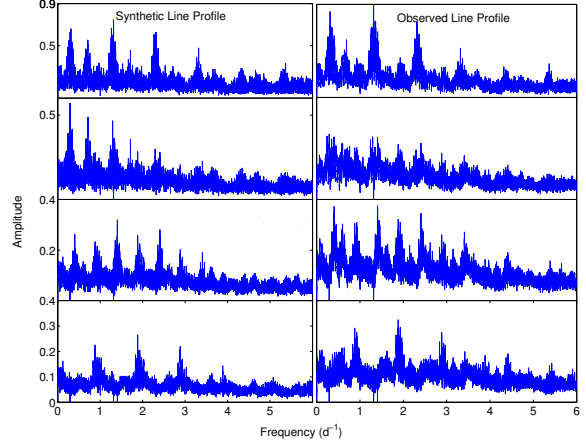 Synthetic Line Profile
Observed Line Profile
0.9
0.5
0.5
0.4
0.4
0.3
0.2
0.1
0
Amplitude
0 1 2 3 4 5
0 1 2 3 4 5 6
Frequency (d⁻¹)